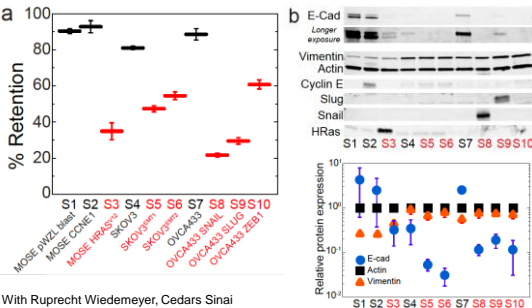 a
% Retention
100
80
60
40
20
0
S1 S2 S3 S4 S5 S6 S7 S8 S9 S10
MOSE pWZL blast
MOSE CCNE1
MOSE HRASV12
SKOV3
SKOV3EMT1
SKOV3EMT2
OVCA433
OVCA433 SNAIL
OVCA433 SLUG
OVCA433 ZEB1
With Ruprecht Wiedemeyer, Cedars Sinai
b
E-Cad
Longer
exposure
Vimentin
Actin
Cyclin E
Slug
Snail
HRas
S1 S2 S3 S4 S5 S6 S7 S8 S9 S10
Relative protein expression
10¹
10⁰
10⁻¹
10⁻²
E-cad
Actin
Vimentin
S1 S2 S3 S4 S5 S6 S7 S8 S9 S10